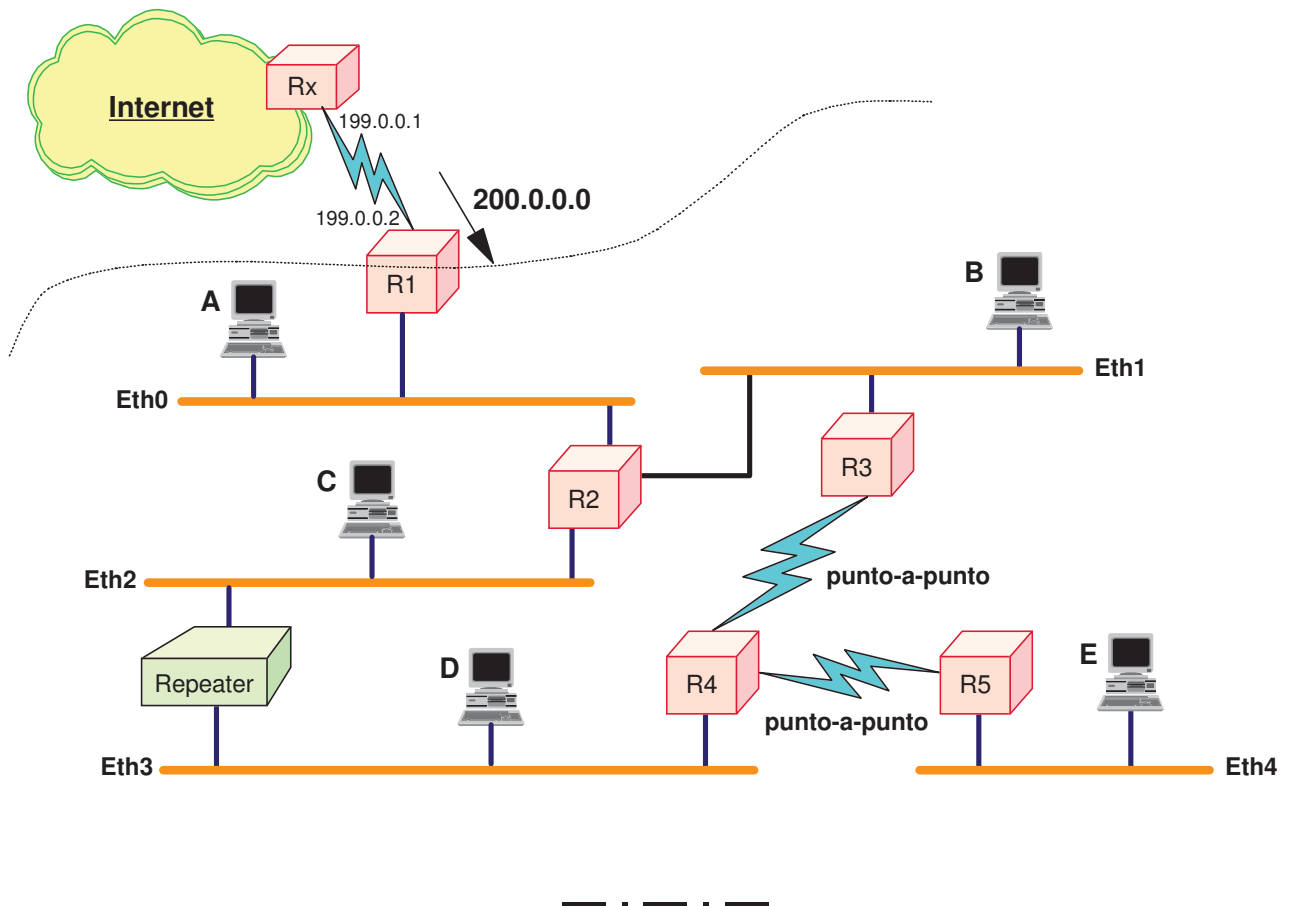 Rx
Internet
199.0.0.1
200.0.0.0
199.0.0.2
R1
A
B
Eth0
Eth1
R3
C
R2
Eth2
punto-a-punto
Repeater
D
R4
R5
E
punto-a-punto
Eth3
Eth4